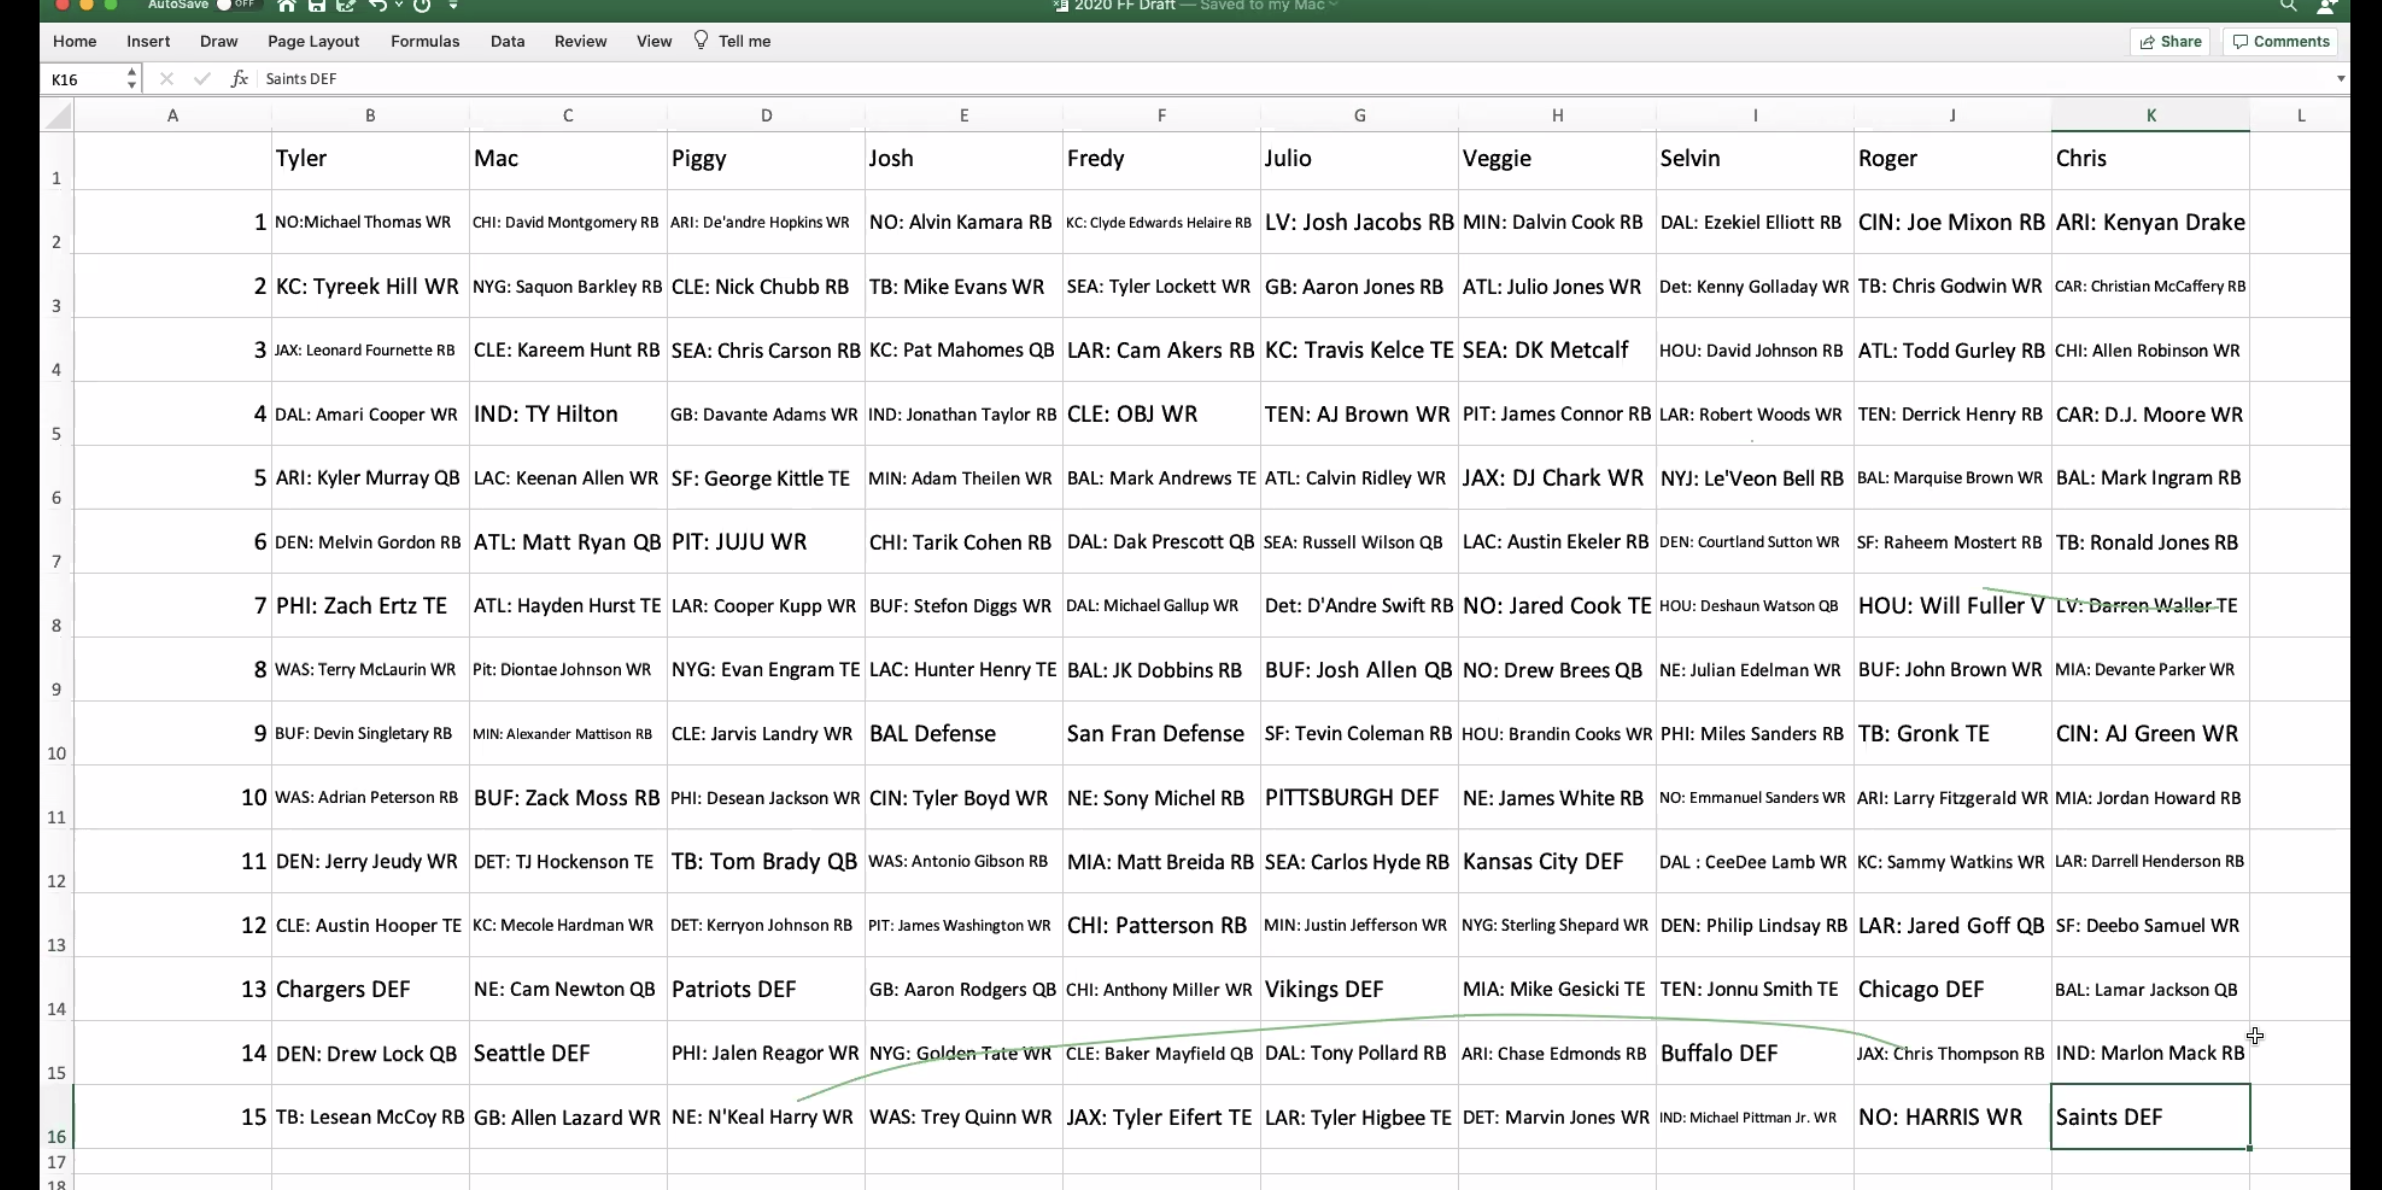 AutoSave OFF 2020 FF Draft — Saved to my Mac
Home Insert Draw Page Layout Formulas Data Review View Tell me Share Comments
K16 fx Saints DEF
A B C D E F G H I J K L
1 Tyler Mac Piggy Josh Fredy Julio Veggie Selvin Roger Chris
2 1 NO:Michael Thomas WR CHI: David Montgomery RB ARI: De'andre Hopkins WR NO: Alvin Kamara RB KC: Clyde Edwards Helaire RB LV: Josh Jacobs RB MIN: Dalvin Cook RB DAL: Ezekiel Elliott RB CIN: Joe Mixon RB ARI: Kenyan Drake
3 2 KC: Tyreek Hill WR NYG: Saquon Barkley RB CLE: Nick Chubb RB TB: Mike Evans WR SEA: Tyler Lockett WR GB: Aaron Jones RB ATL: Julio Jones WR Det: Kenny Golladay WR TB: Chris Godwin WR CAR: Christian McCaffery RB
4 3 JAX: Leonard Fournette RB CLE: Kareem Hunt RB SEA: Chris Carson RB KC: Pat Mahomes QB LAR: Cam Akers RB KC: Travis Kelce TE SEA: DK Metcalf HOU: David Johnson RB ATL: Todd Gurley RB CHI: Allen Robinson WR
5 4 DAL: Amari Cooper WR IND: TY Hilton GB: Davante Adams WR IND: Jonathan Taylor RB CLE: OBJ WR TEN: AJ Brown WR PIT: James Connor RB LAR: Robert Woods WR TEN: Derrick Henry RB CAR: D.J. Moore WR
6 5 ARI: Kyler Murray QB LAC: Keenan Allen WR SF: George Kittle TE MIN: Adam Theilen WR BAL: Mark Andrews TE ATL: Calvin Ridley WR JAX: DJ Chark WR NYJ: Le'Veon Bell RB BAL: Marquise Brown WR BAL: Mark Ingram RB
7 6 DEN: Melvin Gordon RB ATL: Matt Ryan QB PIT: JUJU WR CHI: Tarik Cohen RB DAL: Dak Prescott QB SEA: Russell Wilson QB LAC: Austin Ekeler RB DEN: Courtland Sutton WR SF: Raheem Mostert RB TB: Ronald Jones RB
8 7 PHI: Zach Ertz TE ATL: Hayden Hurst TE LAR: Cooper Kupp WR BUF: Stefon Diggs WR DAL: Michael Gallup WR Det: D'Andre Swift RB NO: Jared Cook TE HOU: Deshaun Watson QB HOU: Will Fuller V LV: Darren Waller TE
9 8 WAS: Terry McLaurin WR Pit: Diontae Johnson WR NYG: Evan Engram TE LAC: Hunter Henry TE BAL: JK Dobbins RB BUF: Josh Allen QB NO: Drew Brees QB NE: Julian Edelman WR BUF: John Brown WR MIA: Devante Parker WR
10 9 BUF: Devin Singletary RB MIN: Alexander Mattison RB CLE: Jarvis Landry WR BAL Defense San Fran Defense SF: Tevin Coleman RB HOU: Brandin Cooks WR PHI: Miles Sanders RB TB: Gronk TE CIN: AJ Green WR
11 10 WAS: Adrian Peterson RB BUF: Zack Moss RB PHI: Desean Jackson WR CIN: Tyler Boyd WR NE: Sony Michel RB PITTSBURGH DEF NE: James White RB NO: Emmanuel Sanders WR ARI: Larry Fitzgerald WR MIA: Jordan Howard RB
12 11 DEN: Jerry Jeudy WR DET: TJ Hockenson TE TB: Tom Brady QB WAS: Antonio Gibson RB MIA: Matt Breida RB SEA: Carlos Hyde RB Kansas City DEF DAL : CeeDee Lamb WR KC: Sammy Watkins WR LAR: Darrell Henderson RB
13 12 CLE: Austin Hooper TE KC: Mecole Hardman WR DET: Kerryon Johnson RB PIT: James Washington WR CHI: Patterson RB MIN: Justin Jefferson WR NYG: Sterling Shepard WR DEN: Philip Lindsay RB LAR: Jared Goff QB SF: Deebo Samuel WR
14 13 Chargers DEF NE: Cam Newton QB Patriots DEF GB: Aaron Rodgers QB CHI: Anthony Miller WR Vikings DEF MIA: Mike Gesicki TE TEN: Jonnu Smith TE Chicago DEF BAL: Lamar Jackson QB
15 14 DEN: Drew Lock QB Seattle DEF PHI: Jalen Reagor WR NYG: Golden Tate WR CLE: Baker Mayfield QB DAL: Tony Pollard RB ARI: Chase Edmonds RB Buffalo DEF JAX: Chris Thompson RB IND: Marlon Mack RB
16 15 TB: Lesean McCoy RB GB: Allen Lazard WR NE: N'Keal Harry WR WAS: Trey Quinn WR JAX: Tyler Eifert TE LAR: Tyler Higbee TE DET: Marvin Jones WR IND: Michael Pittman Jr. WR NO: HARRIS WR Saints DEF
17
18